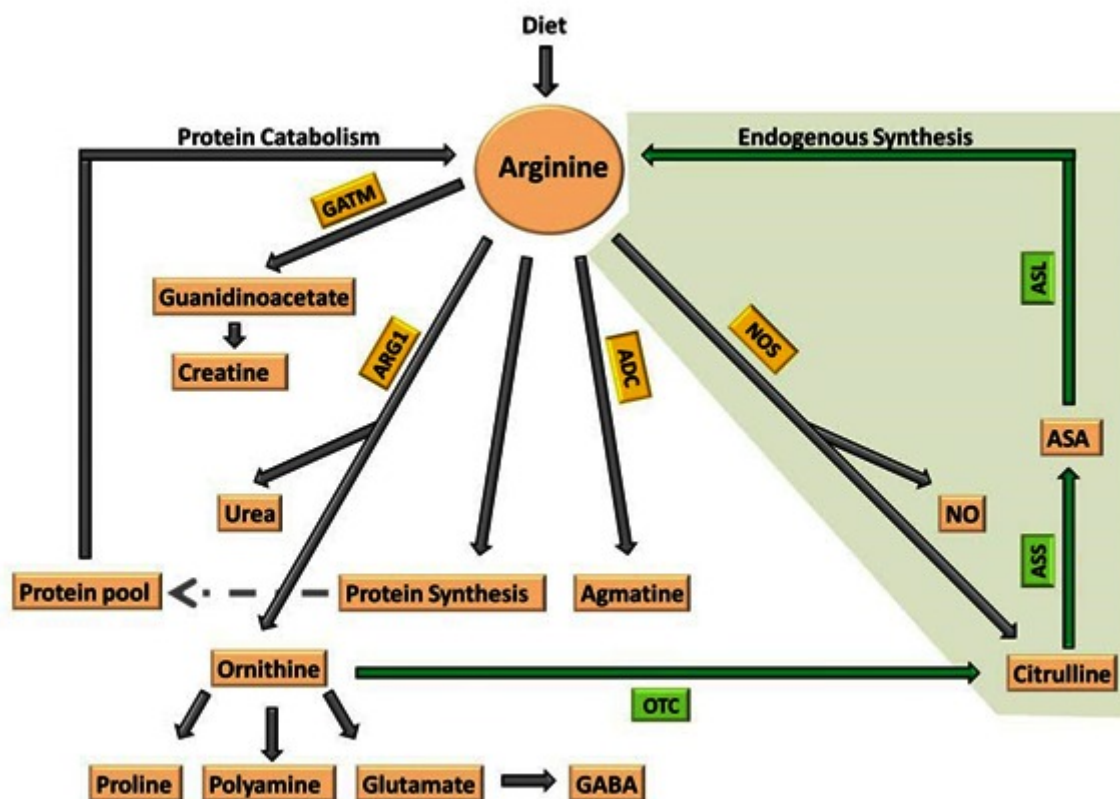 Diet
Protein Catabolism
Endogenous Synthesis
Arginine
GATM
Guanidinoacetate
Creatine
ARG1
ADC
NOS
ASL
ASA
Urea
NO
ASS
Protein pool
Protein Synthesis
Agmatine
Ornithine
Citrulline
OTC
Proline
Polyamine
Glutamate
GABA